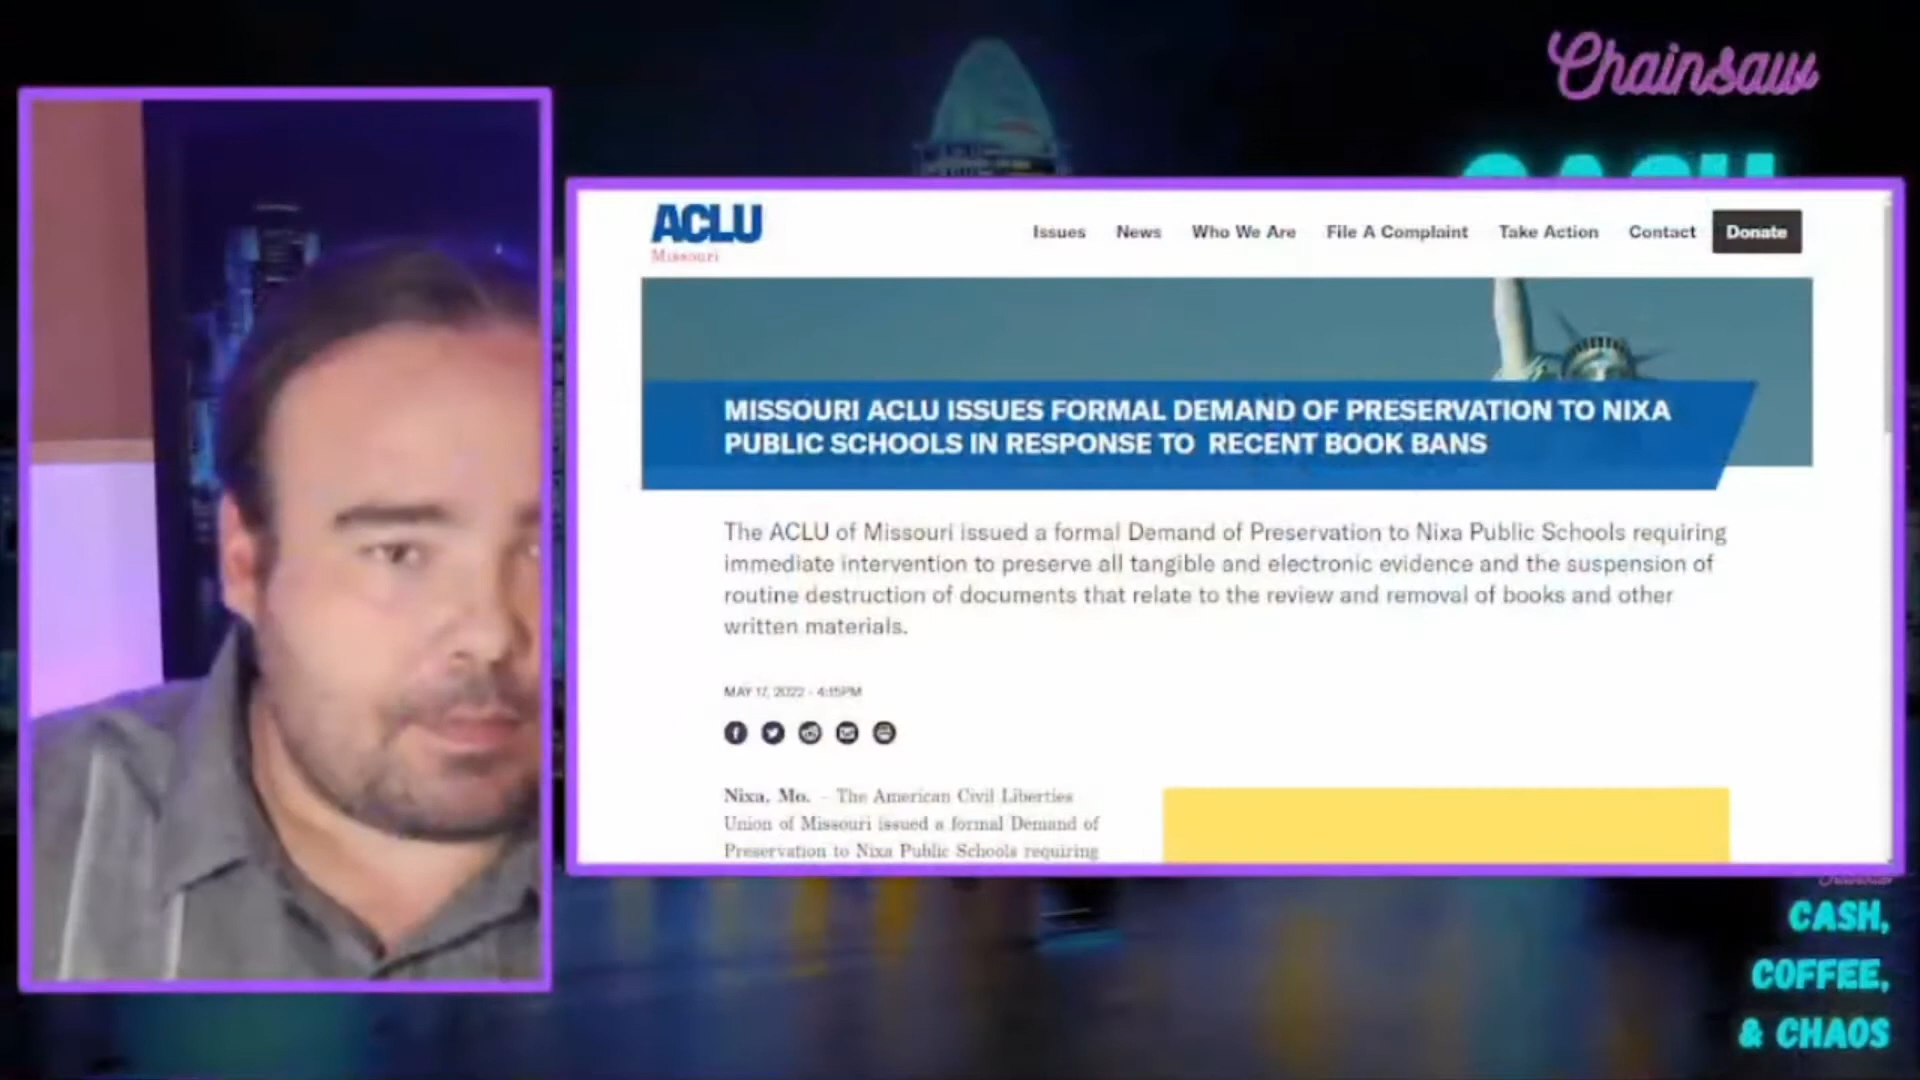 Chainsaw
CASH
ACLU
Missouri
Issues News Who We Are File A Complaint Take Action Contact Donate
MISSOURI ACLU ISSUES FORMAL DEMAND OF PRESERVATION TO NIXA
PUBLIC SCHOOLS IN RESPONSE TO RECENT BOOK BANS
The ACLU of Missouri issued a formal Demand of Preservation to Nixa Public Schools requiring
immediate intervention to preserve all tangible and electronic evidence and the suspension of
routine destruction of documents that relate to the review and removal of books and other
written materials.
MAY 17, 2022 - 4:15PM
Nixa, Mo. – The American Civil Liberties
Union of Missouri issued a formal Demand of
Preservation to Nixa Public Schools requiring
Chainsaw
CASH,
COFFEE,
& CHAOS